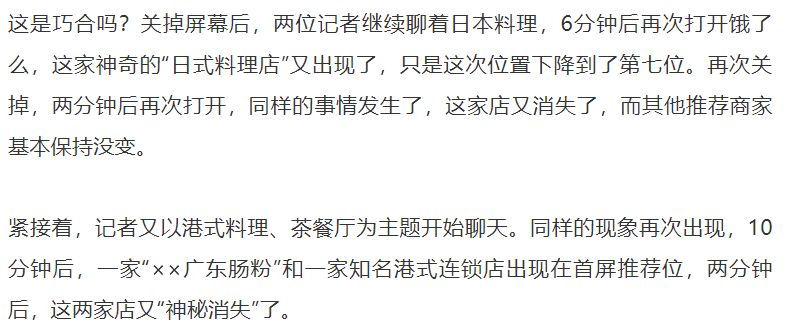 这是巧合吗？关掉屏幕后，两位记者继续聊着日本料理，6分钟后再次打开饿了
么，这家神奇的“日式料理店”又出现了，只是这次位置下降到了第七位。再次关
掉，两分钟后再次打开，同样的事情发生了，这家店又消失了，而其他推荐商家
基本保持没变。
紧接着，记者又以港式料理、茶餐厅为主题开始聊天。同样的现象再次出现，10
分钟后，一家“××广东肠粉”和一家知名港式连锁店出现在首屏推荐位，两分钟
后，这两家店又“神秘消失”了。